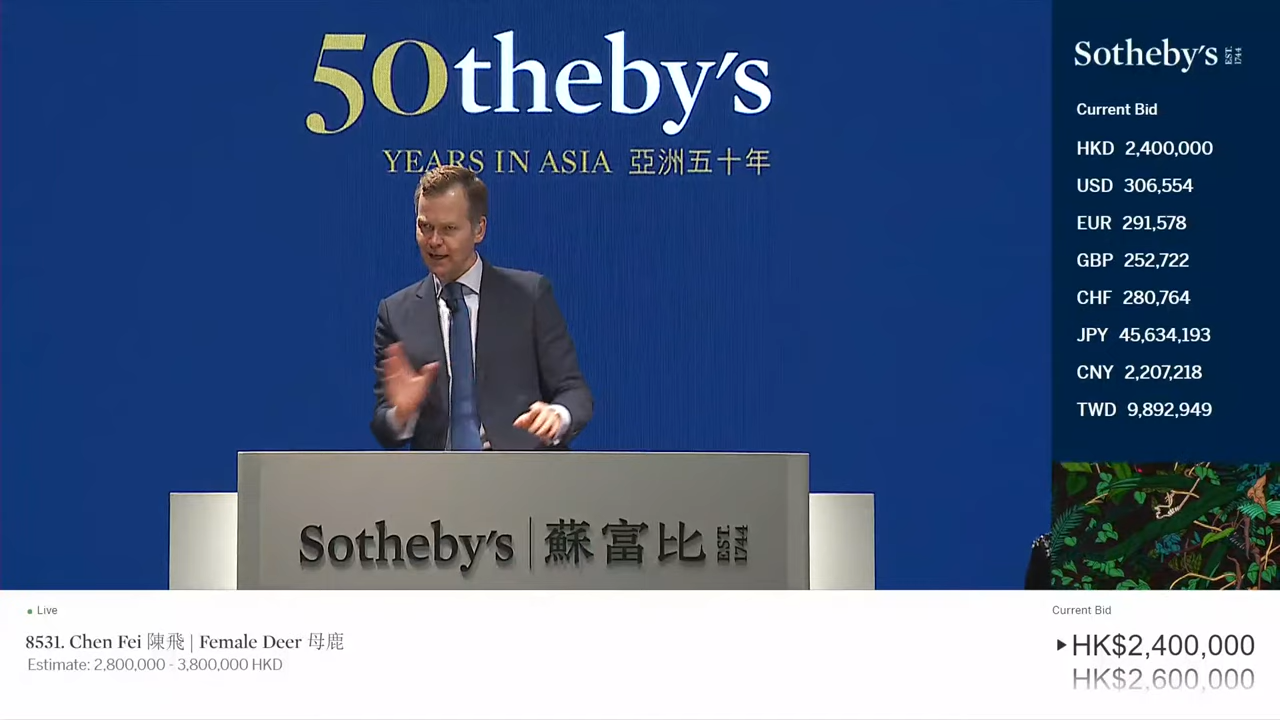 50theby's
YEARS IN ASIA 亞洲五十年
Sotheby's | 蘇富比 EST. 1744
Sotheby's EST. 1744
Current Bid
HKD 2,400,000
USD 306,554
EUR 291,578
GBP 252,722
CHF 280,764
JPY 45,634,193
CNY 2,207,218
TWD 9,892,949
Live
8531. Chen Fei 陳飛 | Female Deer 母鹿
Estimate: 2,800,000 - 3,800,000 HKD
Current Bid
HK$2,400,000
HK$2,600,000